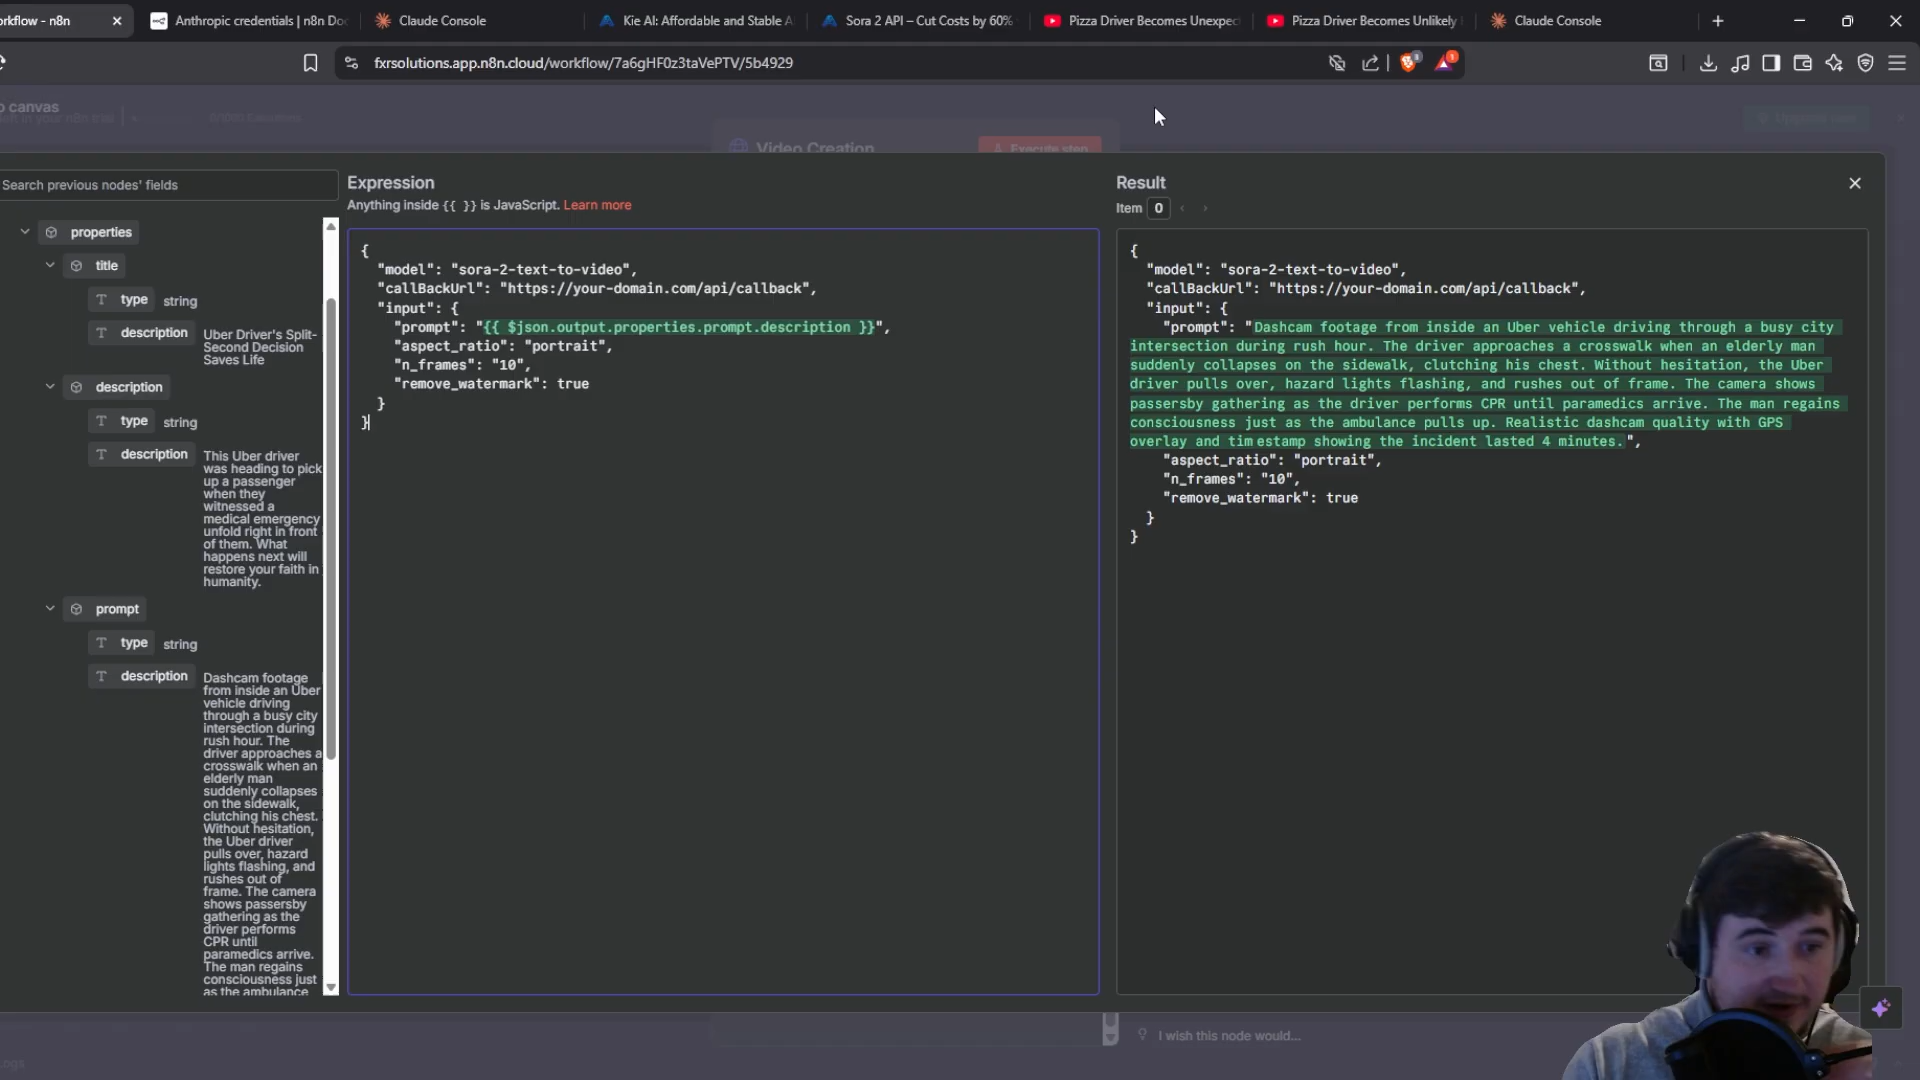 orkflow - n8n
Anthropic credentials | n8n Do
Claude Console
Kie AI: Affordable and Stable A
Sora 2 API – Cut Costs by 60%
Pizza Driver Becomes Unexpec
Pizza Driver Becomes Unlikely
Claude Console
fxrsolutions.app.n8n.cloud/workflow/7a6gHF0z3taVePTV/5b4929
3
1
o canvas
left in your n8n trial
Video Creation
Execute step
Search previous nodes' fields
properties
title
type string
description Uber Driver's Split-
Second Decision
Saves Life
description
type string
description This Uber driver
was heading to pick
up a passenger
when they
witnessed a
medical emergency
unfold right in front
of them. What
happens next will
restore your faith in
humanity.
prompt
type string
description Dashcam footage
from inside an Uber
vehicle driving
through a busy city
intersection during
rush hour. The
driver approaches a
crosswalk when an
elderly man
suddenly collapses
on the sidewalk,
clutching his chest.
Without hesitation,
the Uber driver
pulls over, hazard
lights flashing, and
rushes out of
frame. The camera
shows passersby
gathering as the
driver performs
CPR until
paramedics arrive.
The man regains
consciousness just
as the ambulance
Expression
Anything inside {{ }} is JavaScript. Learn more
{
"model": "sora-2-text-to-video",
"callBackUrl": "https://your-domain.com/api/callback",
"input": {
"prompt": "{{ $json.output.properties.prompt.description }}",
"aspect_ratio": "portrait",
"n_frames": "10",
"remove_watermark": true
}
}
Result
Item 0
{
"model": "sora-2-text-to-video",
"callBackUrl": "https://your-domain.com/api/callback",
"input": {
"prompt": "Dashcam footage from inside an Uber vehicle driving through a busy city
intersection during rush hour. The driver approaches a crosswalk when an elderly man
suddenly collapses on the sidewalk, clutching his chest. Without hesitation, the Uber
driver pulls over, hazard lights flashing, and rushes out of frame. The camera shows
passersby gathering as the driver performs CPR until paramedics arrive. The man regains
consciousness just as the ambulance pulls up. Realistic dashcam quality with GPS
overlay and timestamp showing the incident lasted 4 minutes.",
"aspect_ratio": "portrait",
"n_frames": "10",
"remove_watermark": true
}
}
I wish this node would...
Logs